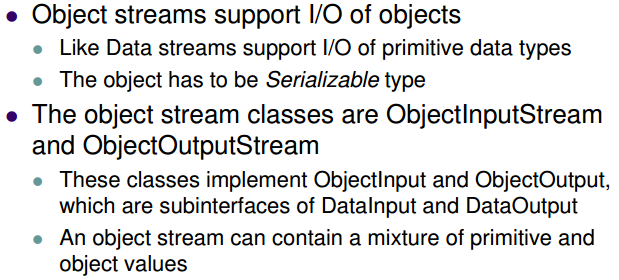 Object streams support I/O of objects
Like Data streams support I/O of primitive data types
The object has to be Serializable type
The object stream classes are ObjectInputStream
and ObjectOutputStream
These classes implement ObjectInput and ObjectOutput,
which are subinterfaces of DataInput and DataOutput
An object stream can contain a mixture of primitive and
object values